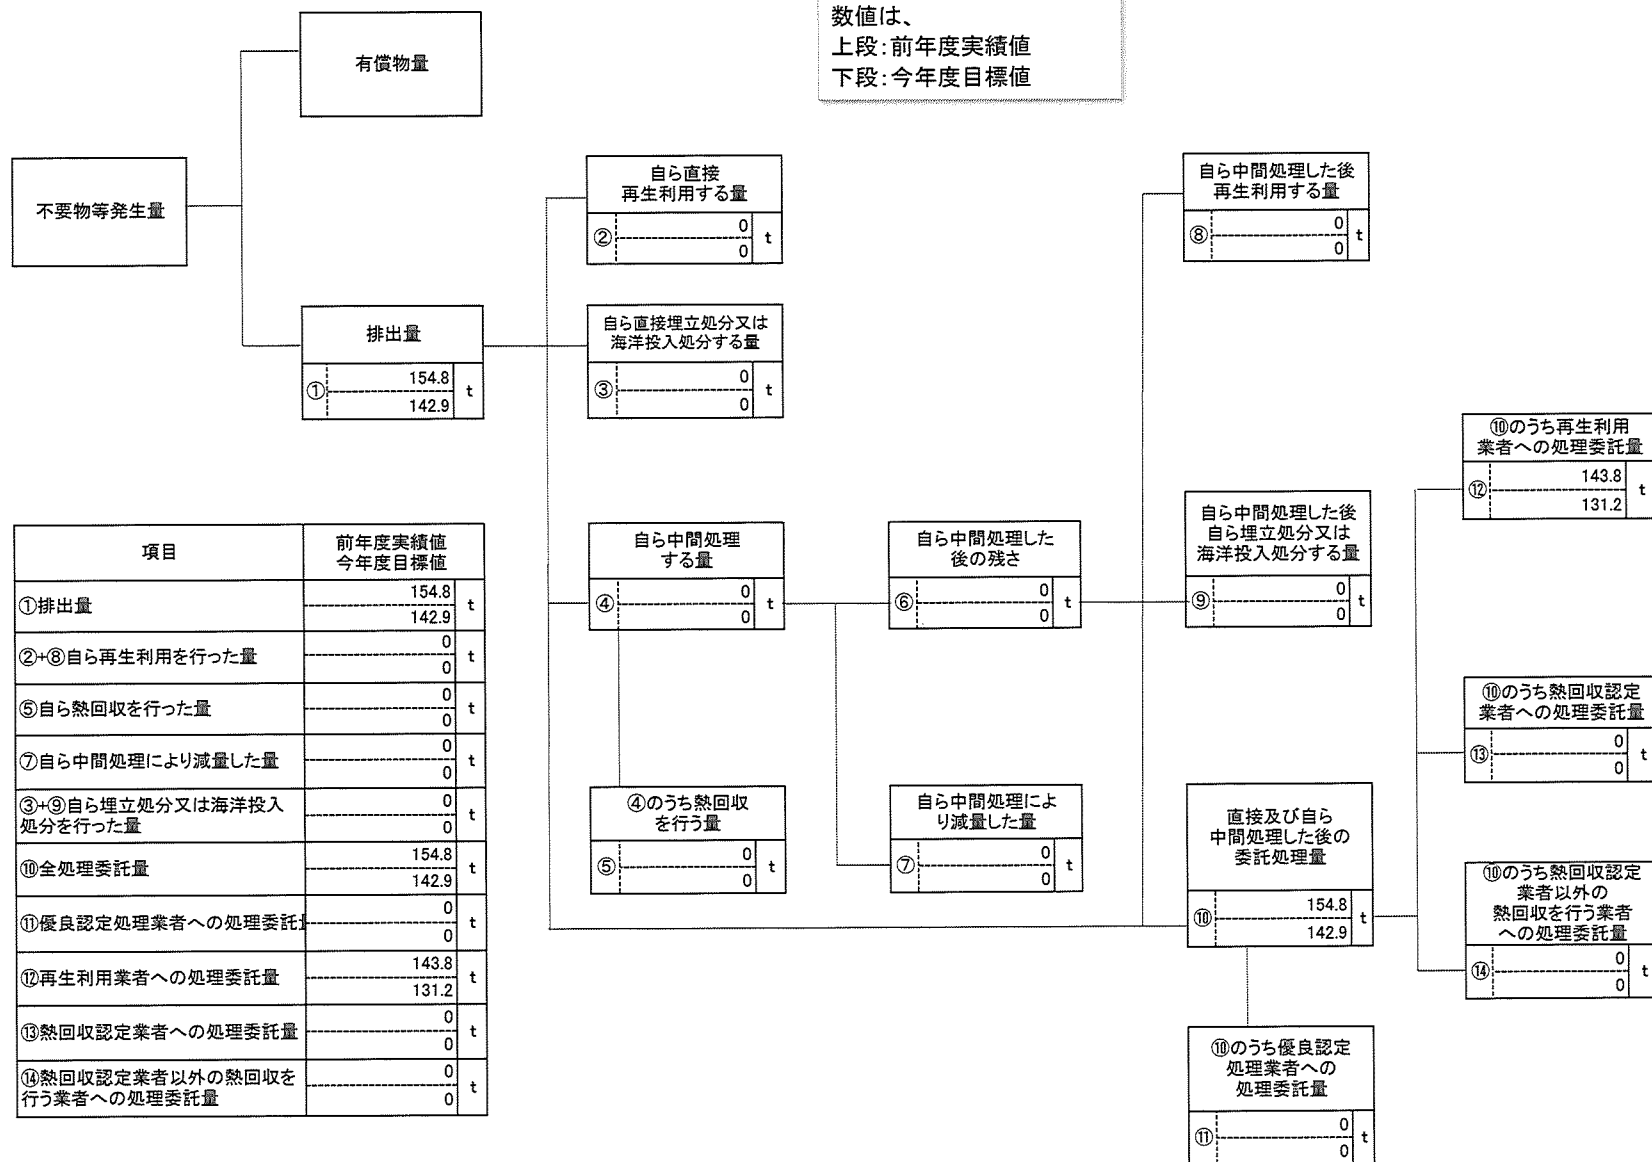 数値は、
上段:前年度実績値
下段:今年度目標値
有償物量
不要物等発生量
排出量
①
154.8
142.9
t
自ら直接
再生利用する量
②
0
0
t
自ら直接埋立処分又は
海洋投入処分する量
③
0
0
t
自ら中間処理
する量
④
0
0
t
④のうち熱回収
を行う量
⑤
0
0
t
自ら中間処理した
後の残さ
⑥
0
0
t
自ら中間処理によ
り減量した量
⑦
0
0
t
自ら中間処理した後
再生利用する量
⑧
0
0
t
自ら中間処理した後
自ら埋立処分又は
海洋投入処分する量
⑨
0
0
t
直接及び自ら
中間処理した後の
委託処理量
⑩
154.8
142.9
t
⑩のうち優良認定
処理業者への
処理委託量
⑪
0
0
t
⑩のうち再生利用
業者への処理委託量
⑫
143.8
131.2
t
⑩のうち熱回収認定
業者への処理委託量
⑬
0
0
t
⑩のうち熱回収認定
業者以外の
熱回収を行う業者
への処理委託量
⑭
0
0
t
項目
前年度実績値
今年度目標値
①排出量
154.8
142.9
t
②+⑧自ら再生利用を行った量
0
0
t
⑤自ら熱回収を行った量
0
0
t
⑦自ら中間処理により減量した量
0
0
t
③+⑨自ら埋立処分又は海洋投入
処分を行った量
0
0
t
⑩全処理委託量
154.8
142.9
t
⑪優良認定処理業者への処理委託
0
0
t
⑫再生利用業者への処理委託量
143.8
131.2
t
⑬熱回収認定業者への処理委託量
0
0
t
⑭熱回収認定業者以外の熱回収を
行う業者への処理委託量
0
0
t